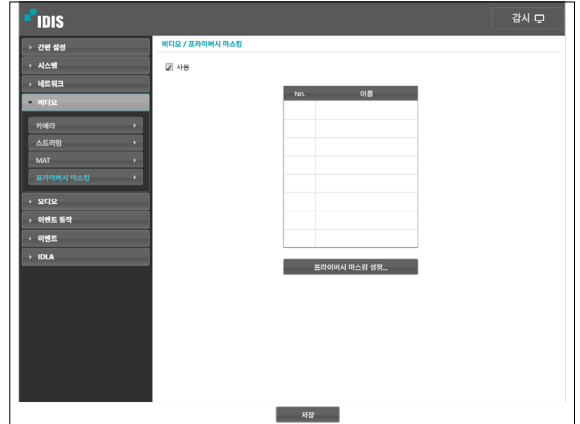 IDIS
감시
간편 설정
시스템
네트워크
비디오
카메라
스트리밍
MAT
프라이버시 마스킹
오디오
이벤트 동작
이벤트
IDLA
비디오 / 프라이버시 마스킹
사용
No. 이름
프라이버시 마스킹 설정...
저장